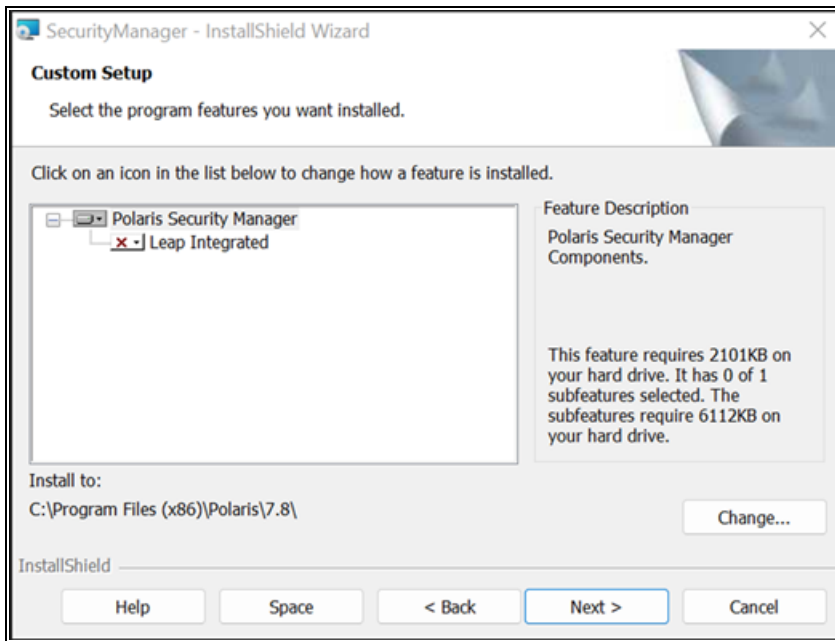 SecurityManager - InstallShield Wizard
Custom Setup
Select the program features you want installed.
Click on an icon in the list below to change how a feature is installed.
Polaris Security Manager
Leap Integrated
Feature Description
Polaris Security Manager
Components.
This feature requires 2101KB on
your hard drive. It has 0 of 1
subfeatures selected. The
subfeatures require 6112KB on
your hard drive.
Install to:
C:\Program Files (x86)\Polaris\7.8\
Change...
InstallShield
Help
Space
< Back
Next >
Cancel